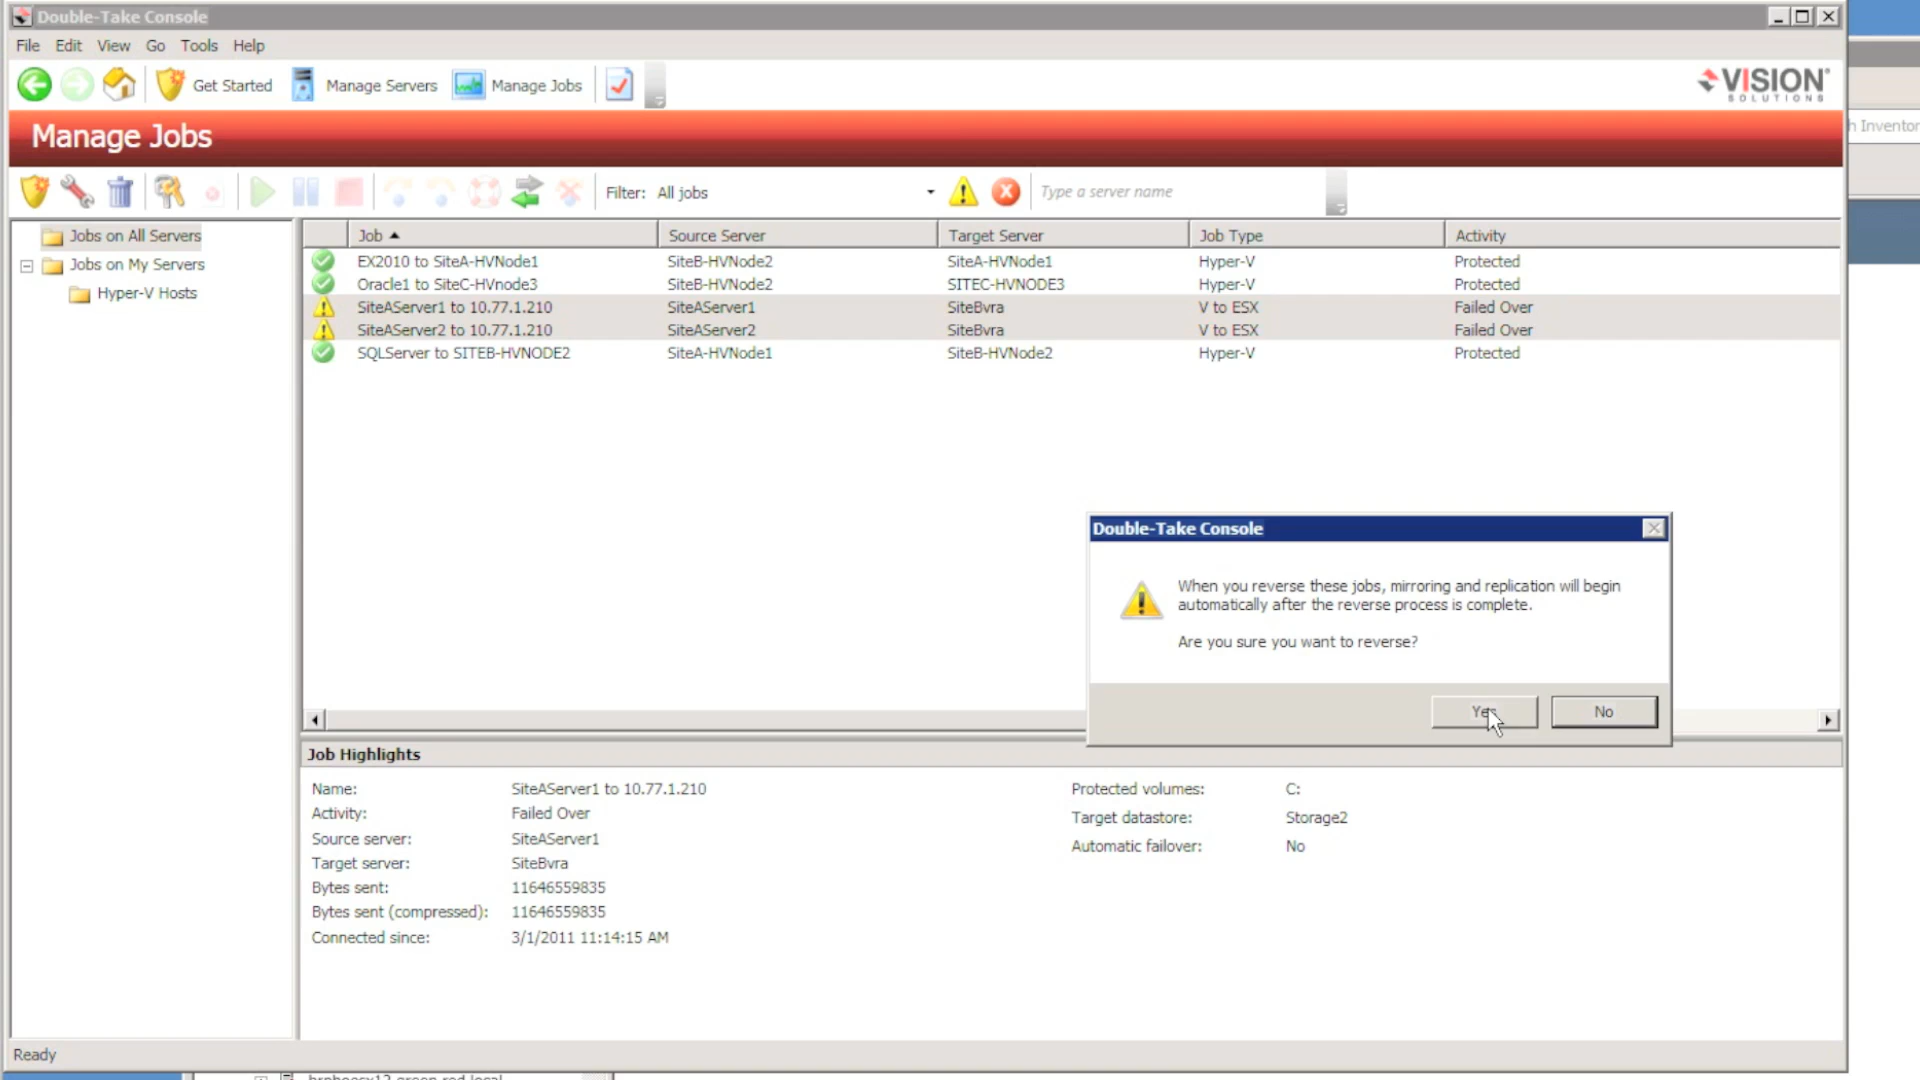 Double-Take Console
File Edit View Go Tools Help
Get Started Manage Servers Manage Jobs
VISION
SOLUTIONS
h Inventor
Manage Jobs
Filter: All jobs Type a server name
Jobs on All Servers
Jobs on My Servers
Hyper-V Hosts
Job Source Server Target Server Job Type Activity
EX2010 to SiteA-HVNode1 SiteB-HVNode2 SiteA-HVNode1 Hyper-V Protected
Oracle1 to SiteC-HVnode3 SiteB-HVNode2 SITEC-HVNODE3 Hyper-V Protected
SiteAServer1 to 10.77.1.210 SiteAServer1 SiteBvra V to ESX Failed Over
SiteAServer2 to 10.77.1.210 SiteAServer2 SiteBvra V to ESX Failed Over
SQLServer to SITEB-HVNODE2 SiteA-HVNode1 SiteB-HVNode2 Hyper-V Protected
Double-Take Console
When you reverse these jobs, mirroring and replication will begin
automatically after the reverse process is complete.
Are you sure you want to reverse?
Yes No
Job Highlights
Name: SiteAServer1 to 10.77.1.210 Protected volumes: C:
Activity: Failed Over Target datastore: Storage2
Source server: SiteAServer1 Automatic failover: No
Target server: SiteBvra
Bytes sent: 11646559835
Bytes sent (compressed): 11646559835
Connected since: 3/1/2011 11:14:15 AM
Ready